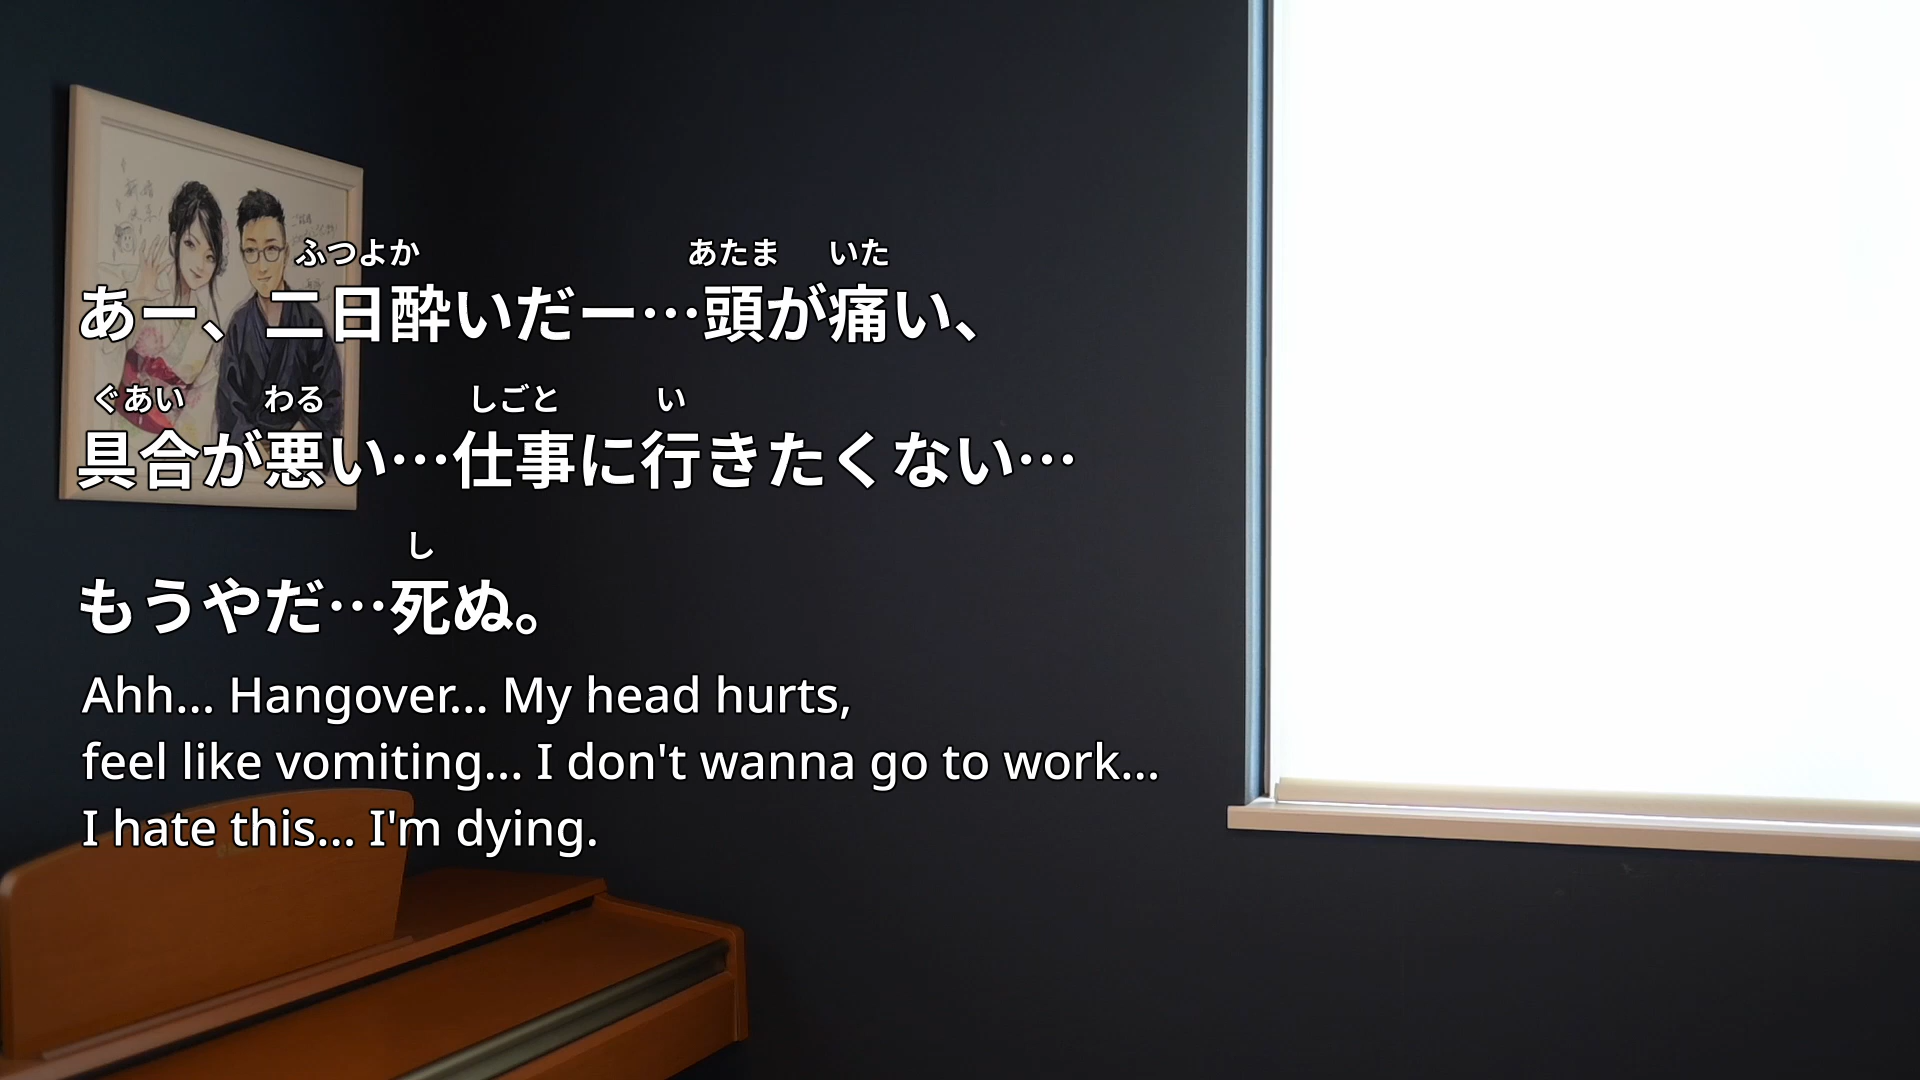 ふつよか あたま いた
あー、二日酔いだー…頭が痛い、
ぐあい わる しごと い
具合が悪い…仕事に行きたくない…
し
もうやだ…死ぬ。
Ahh... Hangover... My head hurts,
feel like vomiting... I don't wanna go to work...
I hate this... I'm dying.